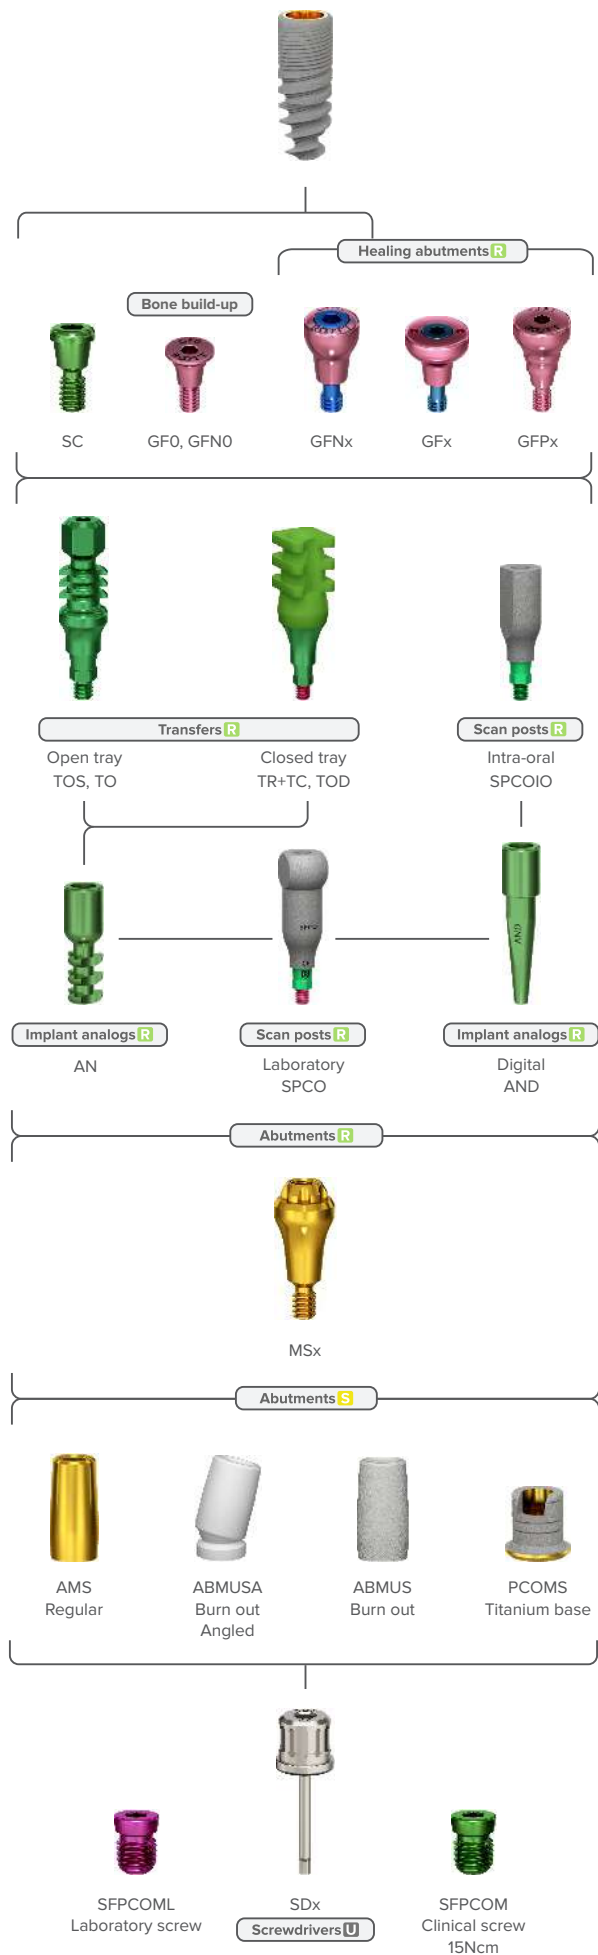 Healing abutments R
Bone build-up
SC
GF0, GFN0
GFNx
GFx
GFPx
Transfers R
Scan posts R
Open tray
TOS, TO
Closed tray
TR+TC, TOD
Intra-oral
SPCOIO
AND
Implant analogs R
Scan posts R
Implant analogs R
AN
Laboratory
SPCO
Digital
AND
Abutments R
MSx
Abutments S
AMS
Regular
ABMUSA
Burn out
Angled
ABMUS
Burn out
PCOMS
Titanium base
SFPCOML
Laboratory screw
SDx
Screwdrivers U
SFPCOM
Clinical screw
15Ncm